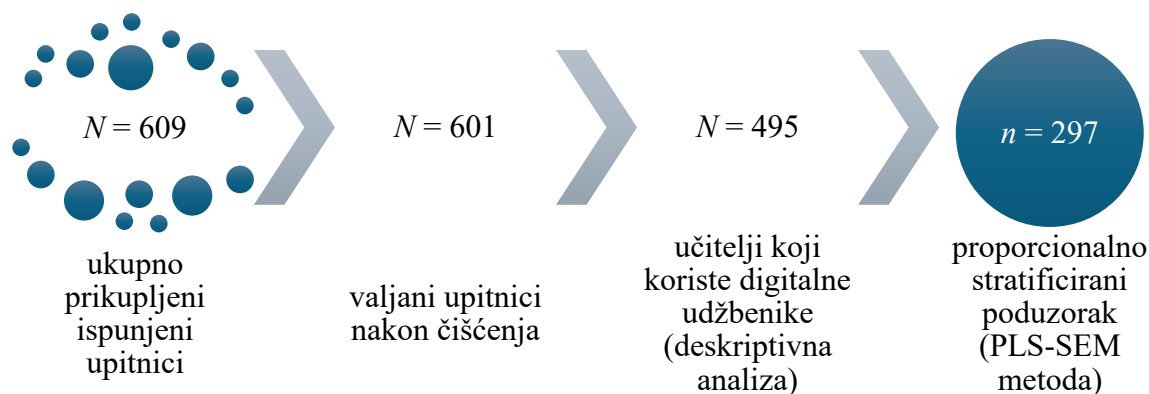 N = 609
ukupno
prikupljeni
ispunjeni
upitnici
N = 601
valjani upitnici
nakon čišćenja
N = 495
učitelji koji
koriste digitalne
udžbenike
(deskriptivna
analiza)
n = 297
proporcionalno
stratificirani
poduzorak
(PLS-SEM
metoda)